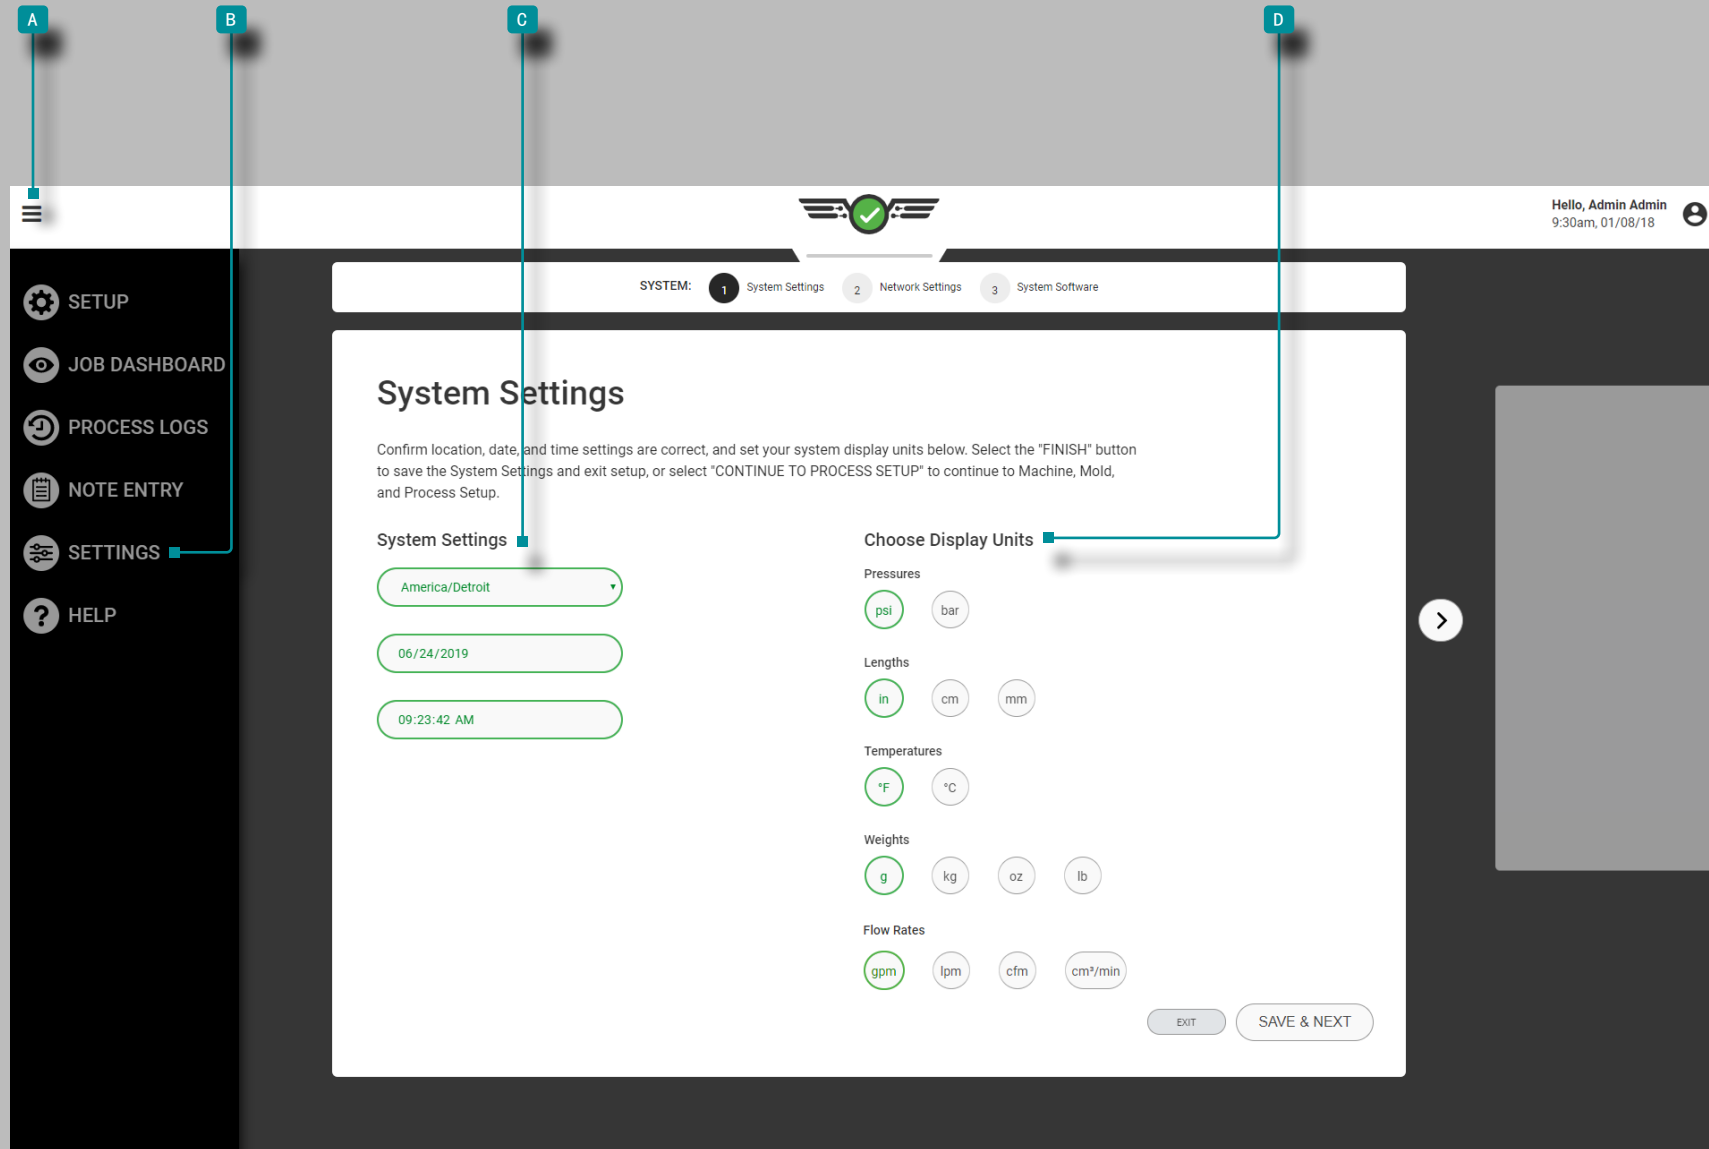 A
B
C
D
Hello, Admin Admin
9:30am, 01/08/18
SETUP
JOB DASHBOARD
PROCESS LOGS
NOTE ENTRY
SETTINGS
HELP
SYSTEM: 1 System Settings 2 Network Settings 3 System Software
System Settings
Confirm location, date, and time settings are correct, and set your system display units below. Select the "FINISH" button
to save the System Settings and exit setup, or select "CONTINUE TO PROCESS SETUP" to continue to Machine, Mold,
and Process Setup.
System Settings
America/Detroit
06/24/2019
09:23:42 AM
Choose Display Units
Pressures
psi bar
Lengths
in cm mm
Temperatures
°F °C
Weights
g kg oz lb
Flow Rates
gpm lpm cfm cm³/min
EXIT SAVE & NEXT